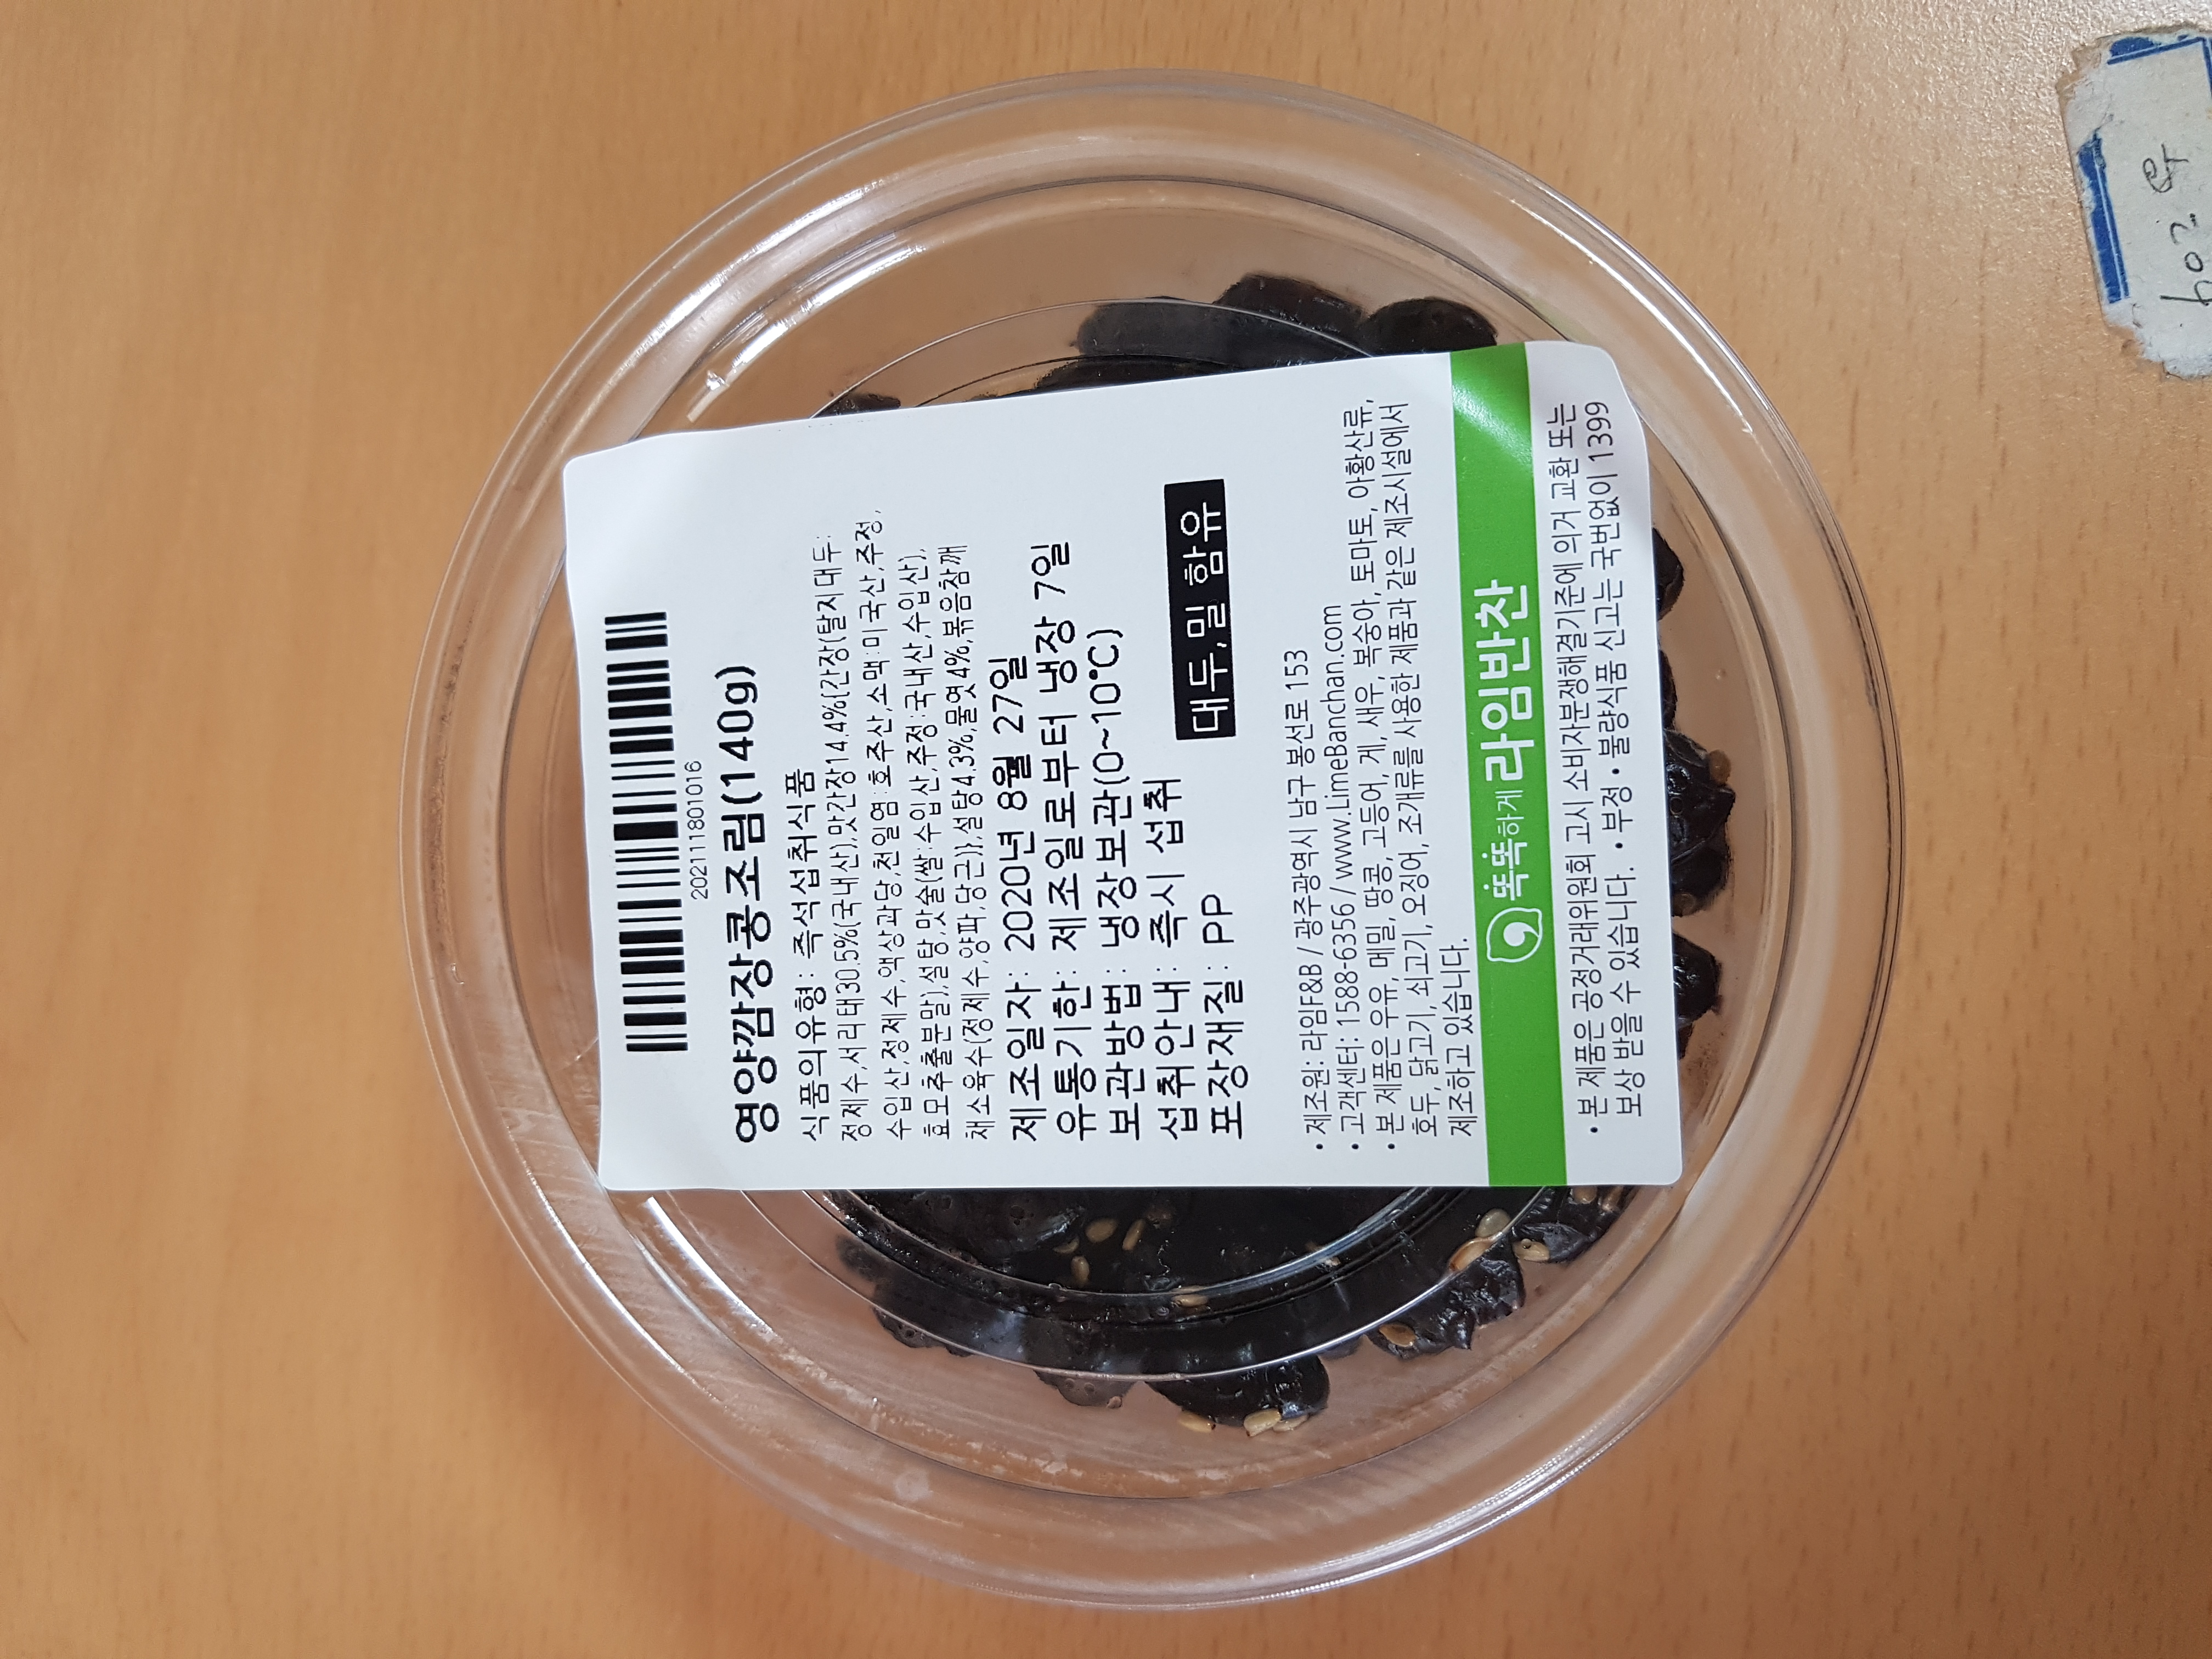 2021118010​16
영양깜장콩조림(140g)
식품의유형: 즉석섭취식품
정제수,서리태30.5%(국내산),맛간장14.4%{간장(탈지대두:
수입산,정제수,액상과당,천일염:호주산,소맥:미국산,주정,
효모추출분말),설탕,맛술(쌀:수입산,주정:국내산,수입산),
채소육수(정제수,양파,당근)},설탕4.3%,물엿4%,볶음참깨
제조일자: 2020년 8월 27일
유통기한: 제조일로부터 냉장 7일
보관방법: 냉장보관(0~10℃)
섭취안내: 즉시 섭취
포장재질: PP
대두,밀 함유
• 제조원: 라임F&B / 광주광역시 남구 봉선로 153
• 고객센터: 1588-6356 / www.LimeBanchan.com
• 본 제품은 우유, 메밀, 땅콩, 고등어, 게, 새우, 복숭아, 토마토, 아황산류,
호두, 닭고기, 쇠고기, 오징어, 조개류를 사용한 제품과 같은 제조시설에서
제조하고 있습니다.
똑똑하게 라임반찬
• 본 제품은 공정거래위원회 고시 소비자분쟁해결기준에 의거 교환 또는
보상 받을 수 있습니다. • 부정 • 불량식품 신고는 국번없이 1399